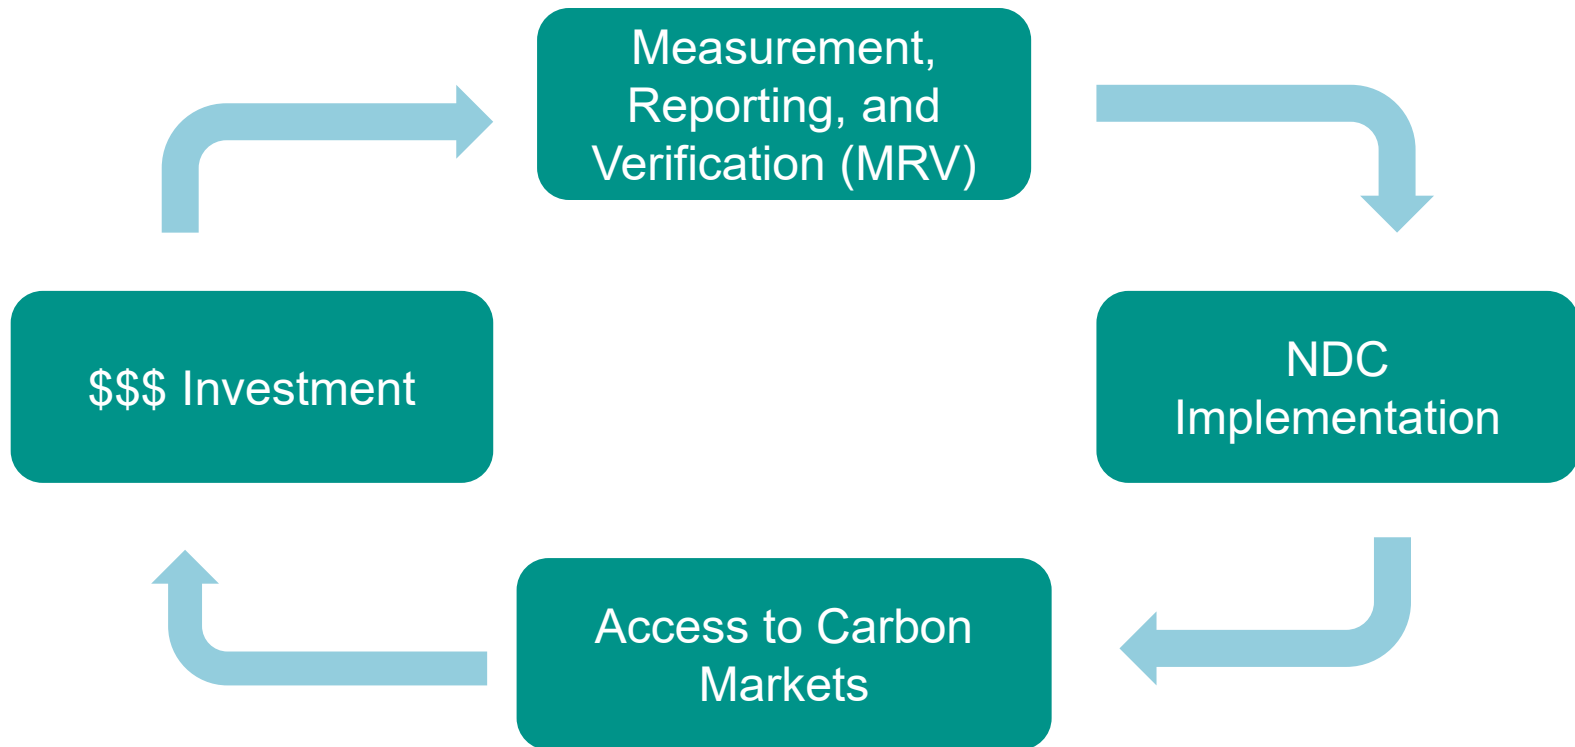 Measurement,
Reporting, and
Verification (MRV)
$$$ Investment
NDC
Implementation
Access to Carbon
Markets